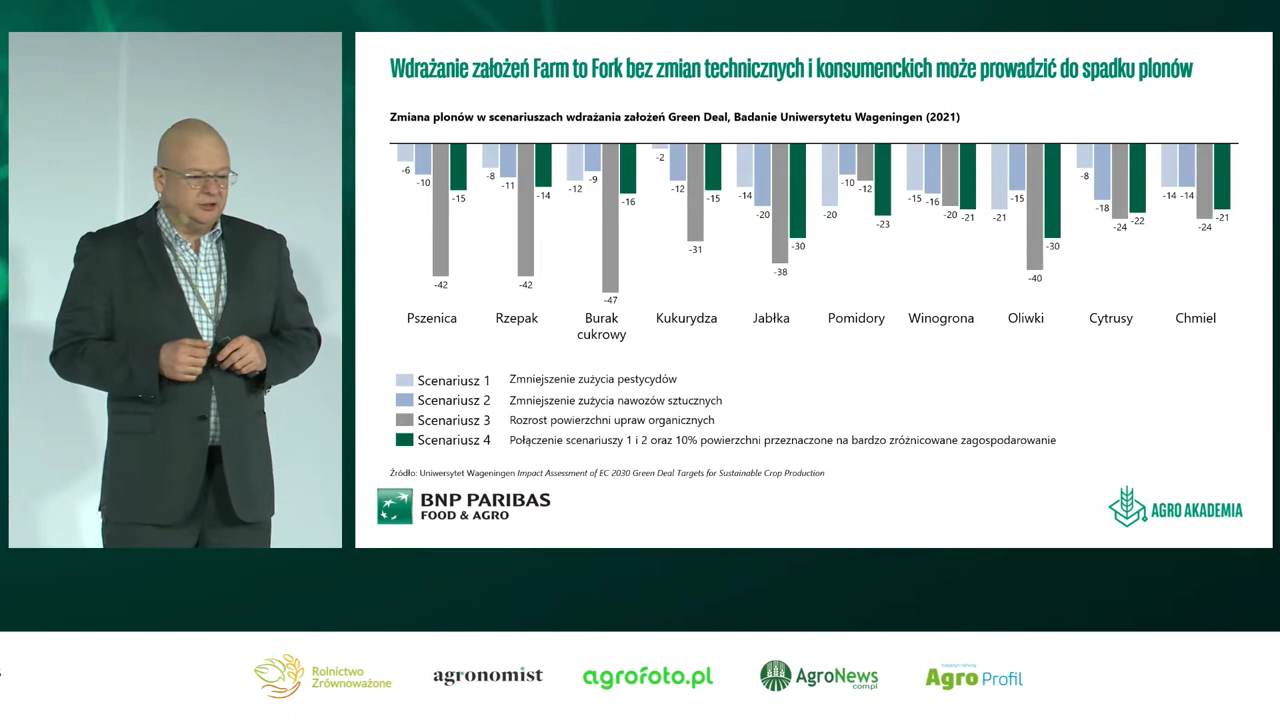 Wdrażanie założeń Farm to Fork bez zmian technicznych i konsumenckich może prowadzić do spadku plonów
Zmiana plonów w scenariuszach wdrażania założeń Green Deal, Badanie Uniwersytetu Wageningen (2021)
-6 -10 -42 -15
-8 -11 -42 -14
-12 -9 -47 -16
-2 -12 -31 -15
-14 -20 -38 -30
-20 -10 -12 -23
-15 -16 -20 -21
-21 -15 -40 -30
-8 -18 -24 -22
-14 -14 -24 -21
Pszenica Rzepak Burak cukrowy Kukurydza Jabłka Pomidory Winogrona Oliwki Cytrusy Chmiel
Scenariusz 1 Zmniejszenie zużycia pestycydów
Scenariusz 2 Zmniejszenie zużycia nawozów sztucznych
Scenariusz 3 Rozrost powierzchni upraw organicznych
Scenariusz 4 Połączenie scenariuszy 1 i 2 oraz 10% powierzchni przeznaczone na bardzo zróżnicowane zagospodarowanie
Źródło: Uniwersytet Wageningen Impact Assessment of EC 2030 Green Deal Targets for Sustainable Crop Production
BNP PARIBAS
FOOD & AGRO
AGRO AKADEMIA
Rolnictwo
Zrównoważone
agronomist
agrofoto.pl
AgroNews
com.pl
Agro Profil